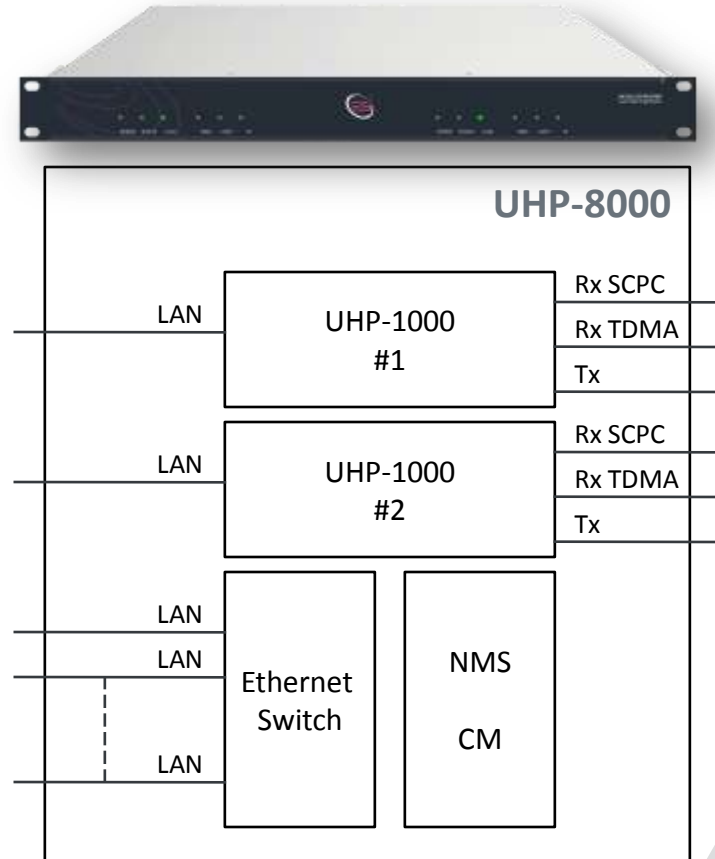 UHP-8000
LAN
UHP-1000
#1
Rx SCPC
Rx TDMA
Tx
LAN
UHP-1000
#2
Rx SCPC
Rx TDMA
Tx
LAN
LAN
LAN
Ethernet
Switch
NMS
CM